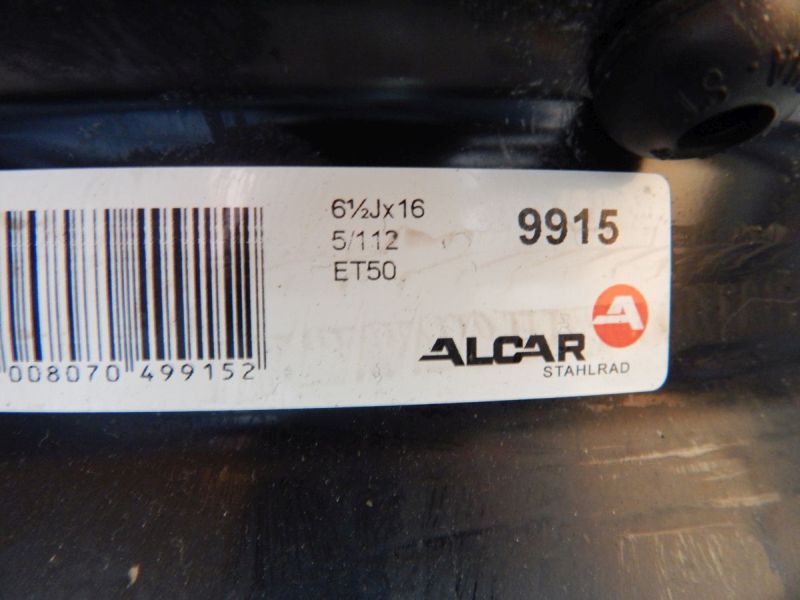 6½Jx16
5/112
ET50
9915
008070 499152
A
ALCAR
STAHLRAD